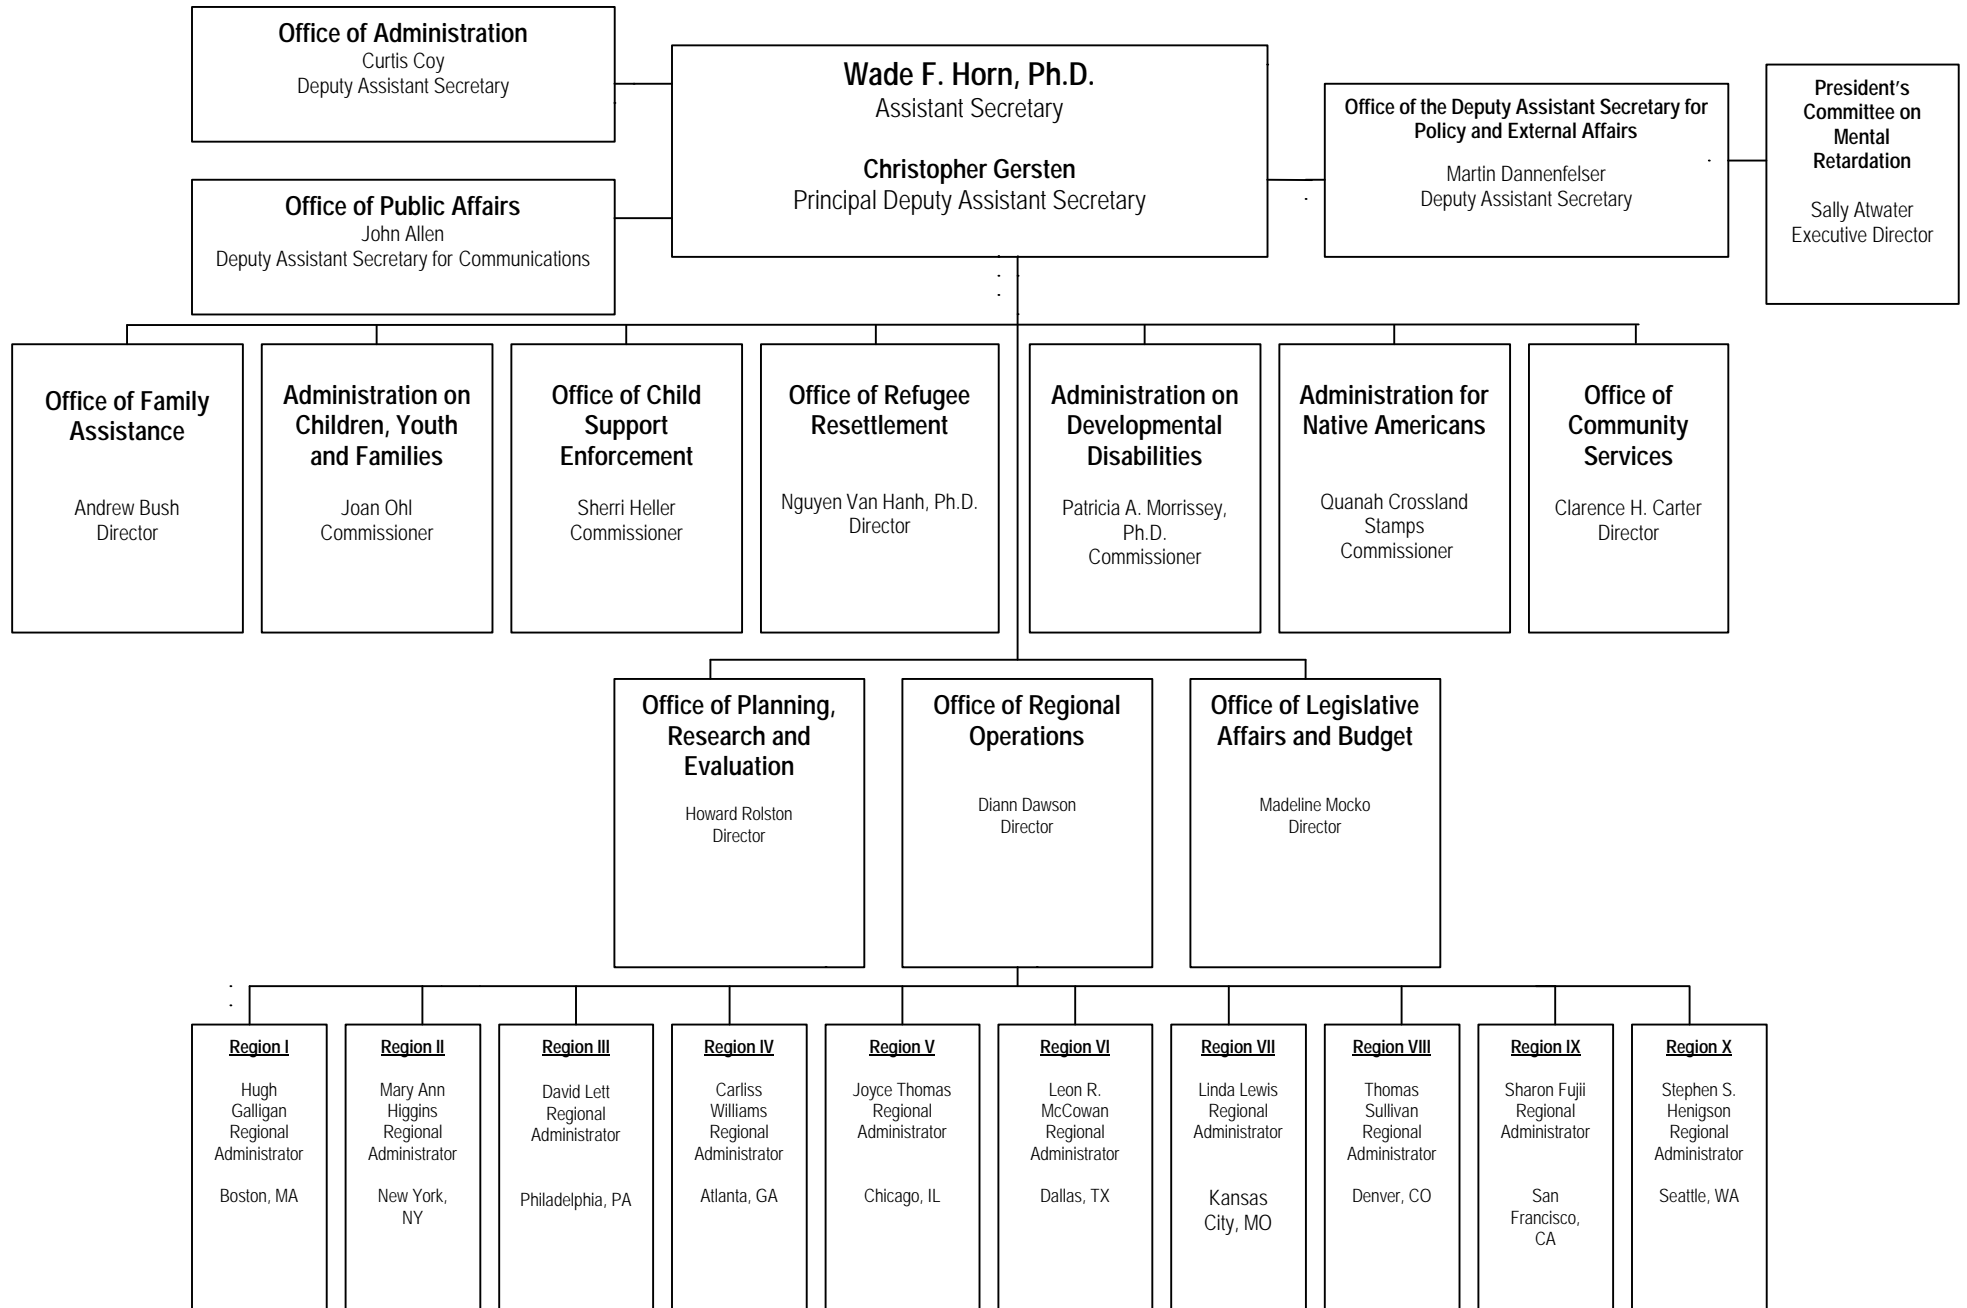 Office of Administration
Curtis Coy
Deputy Assistant Secretary
Wade F. Horn, Ph.D.
Assistant Secretary
Christopher Gersten
Principal Deputy Assistant Secretary
Office of the Deputy Assistant Secretary for
Policy and External Affairs
Martin Dannenfelser
Deputy Assistant Secretary
President's
Committee on
Mental
Retardation
Sally Atwater
Executive Director
Office of Public Affairs
John Allen
Deputy Assistant Secretary for Communications
Office of Family
Assistance
Andrew Bush
Director
Administration on
Children, Youth
and Families
Joan Ohl
Commissioner
Office of Child
Support
Enforcement
Sherri Heller
Commissioner
Office of Refugee
Resettlement
Nguyen Van Hanh, Ph.D.
Director
Administration on
Developmental
Disabilities
Patricia A. Morrissey,
Ph.D.
Commissioner
Administration for
Native Americans
Quanah Crossland
Stamps
Commissioner
Office of
Community
Services
Clarence H. Carter
Director
Office of Planning,
Research and
Evaluation
Howard Rolston
Director
Office of Regional
Operations
Diann Dawson
Director
Office of Legislative
Affairs and Budget
Madeline Mocko
Director
Region I
Hugh
Galligan
Regional
Administrator
Boston, MA
Region II
Mary Ann
Higgins
Regional
Administrator
New York,
NY
Region III
David Lett
Regional
Administrator
Philadelphia, PA
Region IV
Carliss
Williams
Regional
Administrator
Atlanta, GA
Region V
Joyce Thomas
Regional
Administrator
Chicago, IL
Region VI
Leon R.
McCowan
Regional
Administrator
Dallas, TX
Region VII
Linda Lewis
Regional
Administrator
Kansas
City, MO
Region VIII
Thomas
Sullivan
Regional
Administrator
Denver, CO
Region IX
Sharon Fujii
Regional
Administrator
San
Francisco,
CA
Region X
Stephen S.
Henigson
Regional
Administrator
Seattle, WA